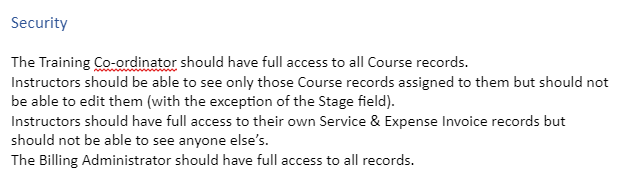 Security
The Training Co-ordinator should have full access to all Course records.
Instructors should be able to see only those Course records assigned to them but should not
be able to edit them (with the exception of the Stage field).
Instructors should have full access to their own Service & Expense Invoice records but
should not be able to see anyone else's.
The Billing Administrator should have full access to all records.